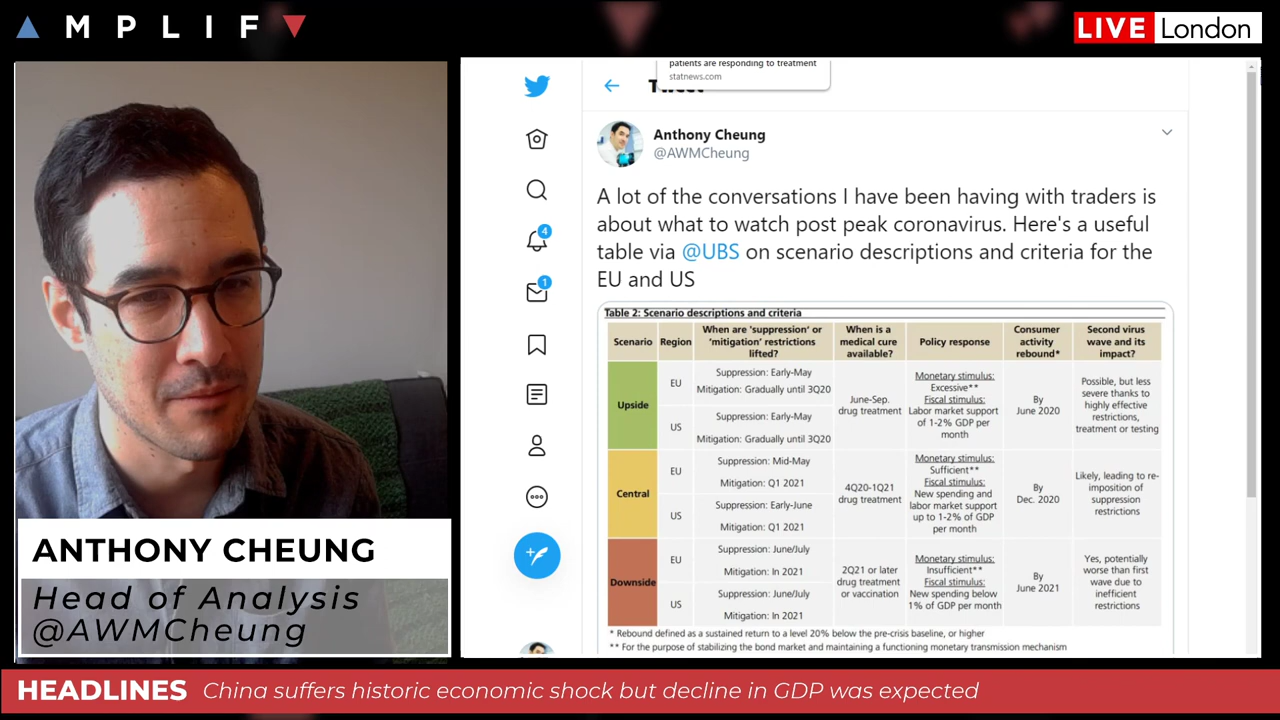 AMPLIFY
LIVE London
patients are responding to treatment
statnews.com
Tweet
Anthony Cheung
@AWMCheung
A lot of the conversations I have been having with traders is
about what to watch post peak coronavirus. Here's a useful
table via @UBS on scenario descriptions and criteria for the
EU and US
4
1
Table 2: Scenario descriptions and criteria
Scenario
Region
When are 'suppression' or
'mitigation' restrictions
lifted?
When is a
medical cure
available?
Policy response
Consumer
activity
rebound*
Second virus
wave and its
impact?
Upside
EU
Suppression: Early-May
Mitigation: Gradually until 3Q20
US
Suppression: Early-May
Mitigation: Gradually until 3Q20
June-Sep.
drug treatment
Monetary stimulus:
Excessive**
Fiscal stimulus:
Labor market support
of 1-2% GDP per
month
By
June 2020
Possible, but less
severe thanks to
highly effective
restrictions,
treatment or testing
Central
EU
Suppression: Mid-May
Mitigation: Q1 2021
US
Suppression: Early-June
Mitigation: Q1 2021
4Q20-1Q21
drug treatment
Monetary stimulus:
Sufficient**
Fiscal stimulus:
New spending and
labor market support
up to 1-2% of GDP
per month
By
Dec. 2020
Likely, leading to re-
imposition of
suppression
restrictions
Downside
EU
Suppression: June/July
Mitigation: In 2021
US
Suppression: June/July
Mitigation: In 2021
2Q21 or later
drug treatment
or vaccination
Monetary stimulus:
Insufficient**
Fiscal stimulus:
New spending below
1% of GDP per month
By
June 2021
Yes, potentially
worse than first
wave due to
inefficient
restrictions
* Rebound defined as a sustained return to a level 20% below the pre-crisis baseline, or higher
** For the purpose of stabilizing the bond market and maintaining a functioning monetary transmission mechanism
ANTHONY CHEUNG
Head of Analysis
@AWMCheung
HEADLINES China suffers historic economic shock but decline in GDP was expected